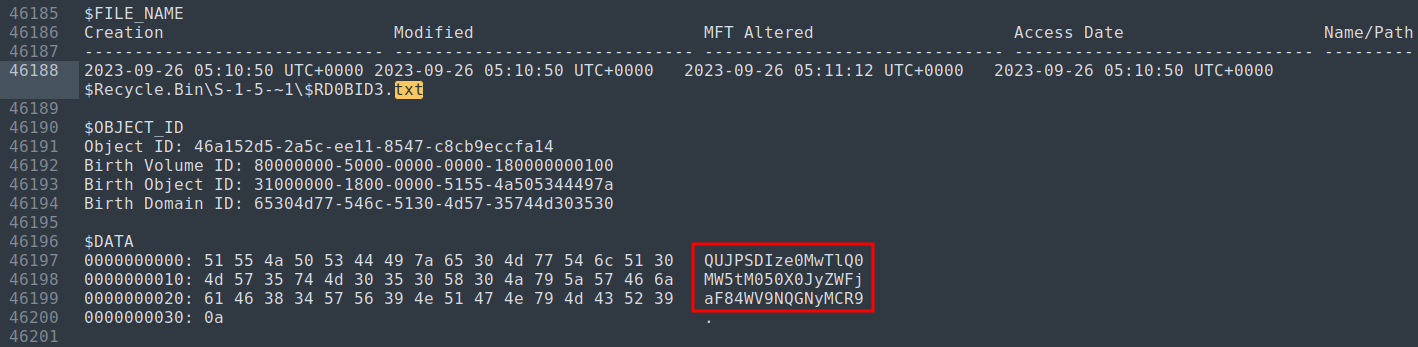 46185 $FILE_NAME
46186 Creation Modified MFT Altered Access Date Name/Path
46187 ------------------------------ ------------------------------ ------------------------------ ------------------------------ ---------
46188 2023-09-26 05:10:50 UTC+0000 2023-09-26 05:10:50 UTC+0000 2023-09-26 05:11:12 UTC+0000 2023-09-26 05:10:50 UTC+0000
$Recycle.Bin\S-1-5-~1\$RD0BID3.txt
46189
46190 $OBJECT_ID
46191 Object ID: 46a152d5-2a5c-ee11-8547-c8cb9eccfa14
46192 Birth Volume ID: 80000000-5000-0000-0000-180000000100
46193 Birth Object ID: 31000000-1800-0000-5155-4a505344497a
46194 Birth Domain ID: 65304d77-546c-5130-4d57-35744d303530
46195
46196 $DATA
46197 0000000000: 51 55 4a 50 53 44 49 7a 65 30 4d 77 54 6c 51 30 QUJPSDIze0MwTlQ0
46198 0000000010: 4d 57 35 74 4d 30 35 30 58 30 4a 79 5a 57 46 6a MW5tM050X0JyZWFj
46199 0000000020: 61 46 38 34 57 56 39 4e 51 47 4e 79 4d 43 52 39 aF84WV9NQGNyMCR9
46200 0000000030: 0a .
46201